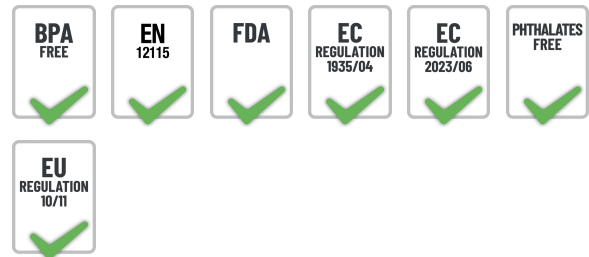 BPA
FREE
EN
12115
FDA
EC
REGULATION
1935/04
EC
REGULATION
2023/06
PHTHALATES
FREE
EU
REGULATION
10/11